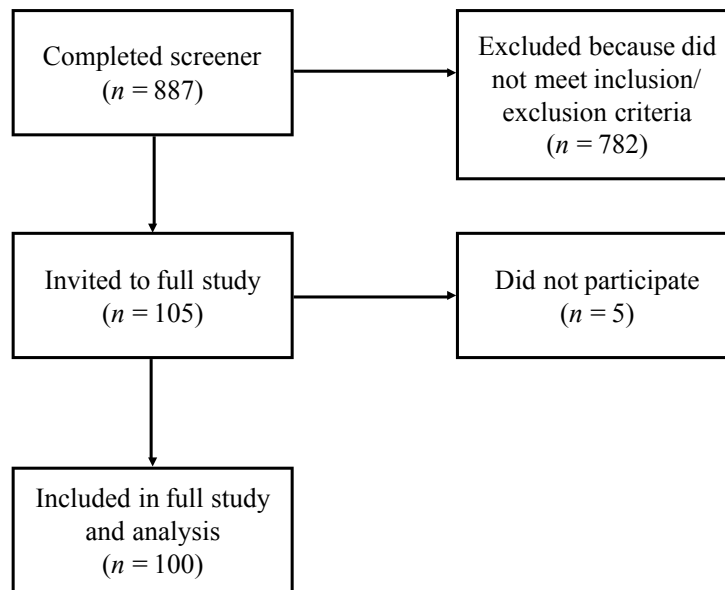 Completed screener
(n = 887)
Excluded because did
not meet inclusion/
exclusion criteria
(n = 782)
Invited to full study
(n = 105)
Did not participate
(n = 5)
Included in full study
and analysis
(n = 100)